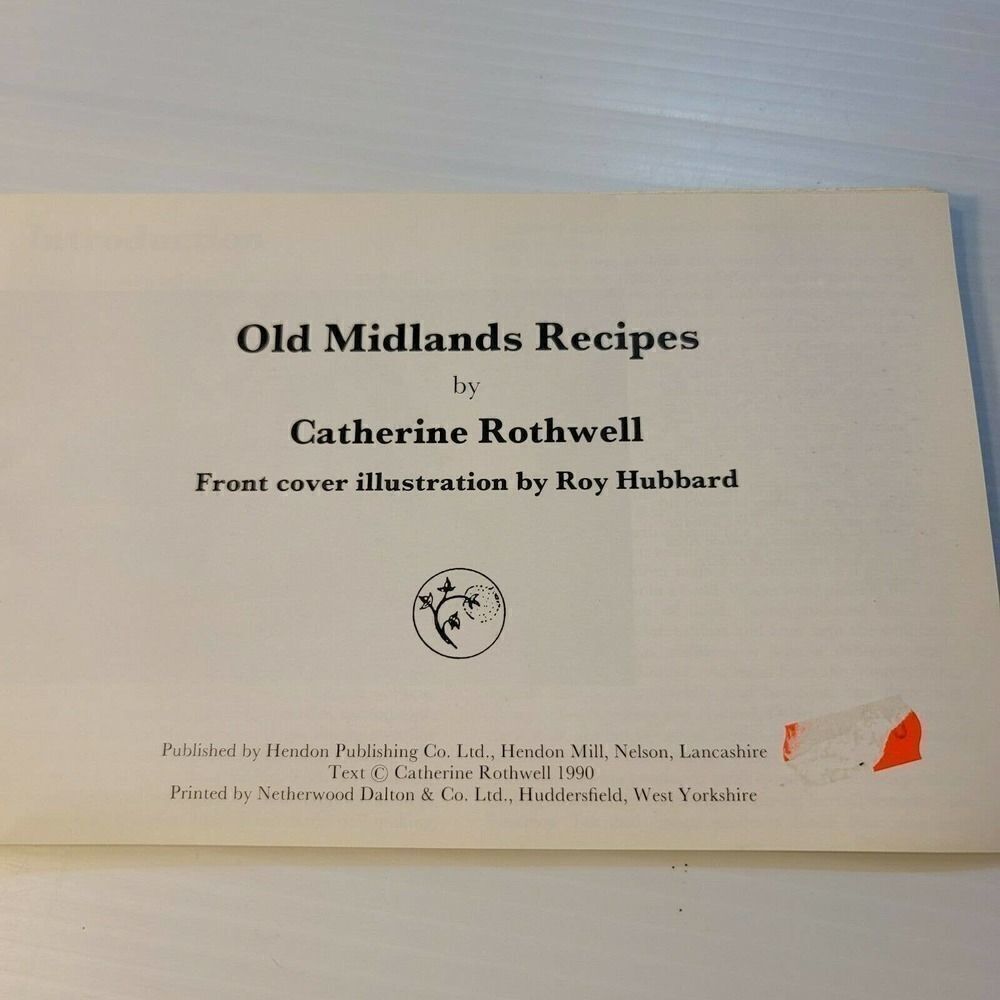 Introduction
Old Midlands Recipes
by
Catherine Rothwell
Front cover illustration by Roy Hubbard
Published by Hendon Publishing Co. Ltd., Hendon Mill, Nelson, Lancashire
Text © Catherine Rothwell 1990
Printed by Netherwood Dalton & Co. Ltd., Huddersfield, West Yorkshire